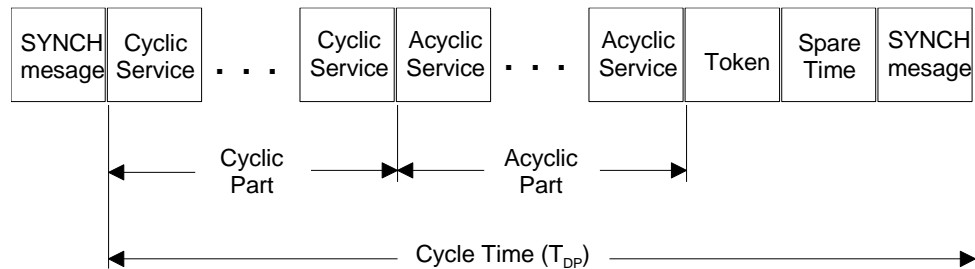 SYNCH mesage
Cyclic Service
. . .
Cyclic Service
Acyclic Service
. . .
Acyclic Service
Token
Spare Time
SYNCH mesage
Cyclic Part
Acyclic Part
Cycle Time (T_DP)